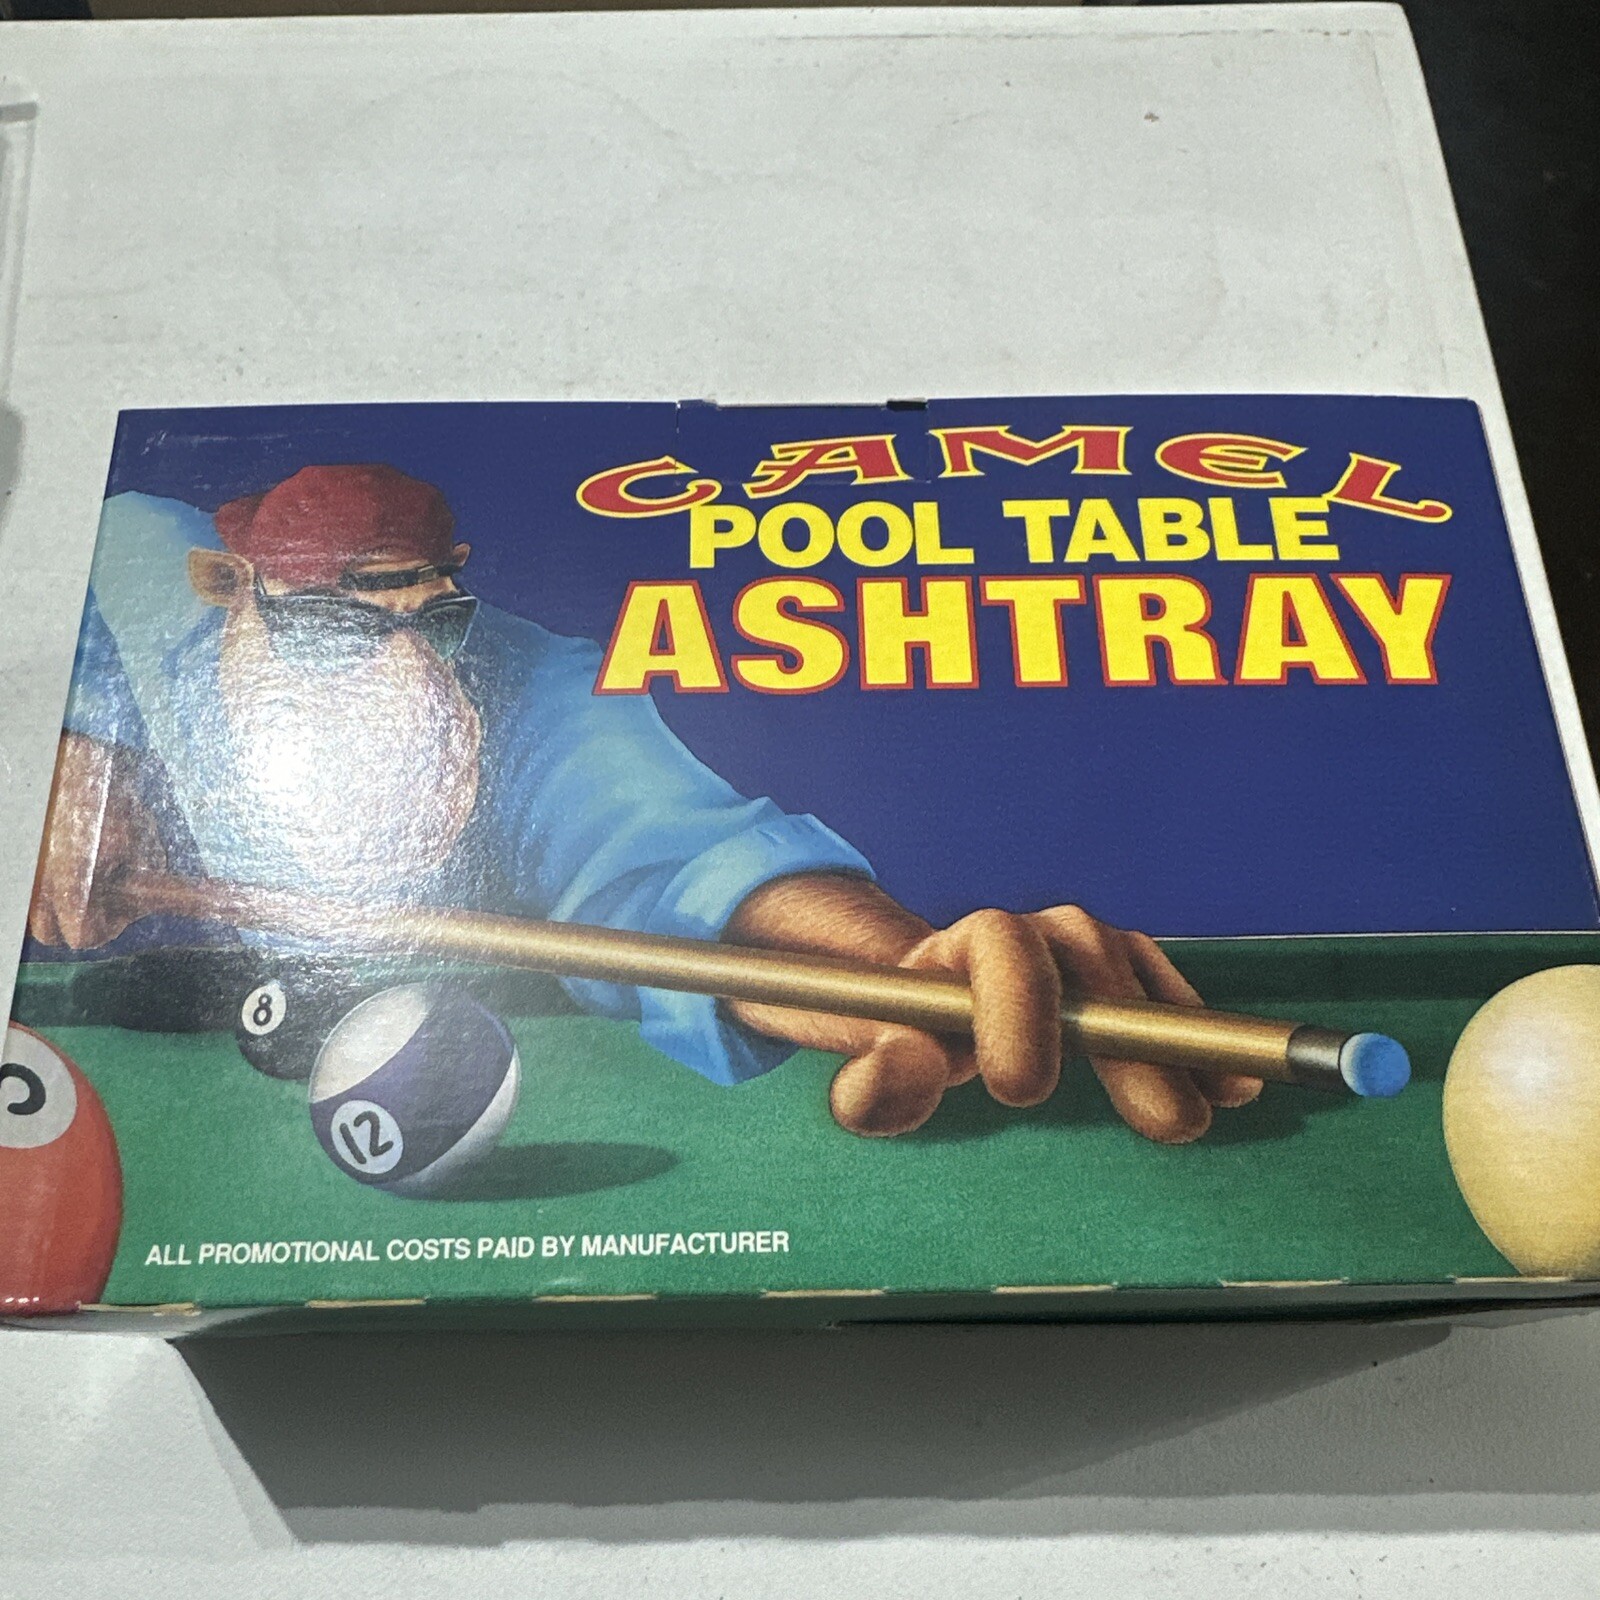 CAMEL
POOL TABLE
ASHTRAY
8
12
ALL PROMOTIONAL COSTS PAID BY MANUFACTURER